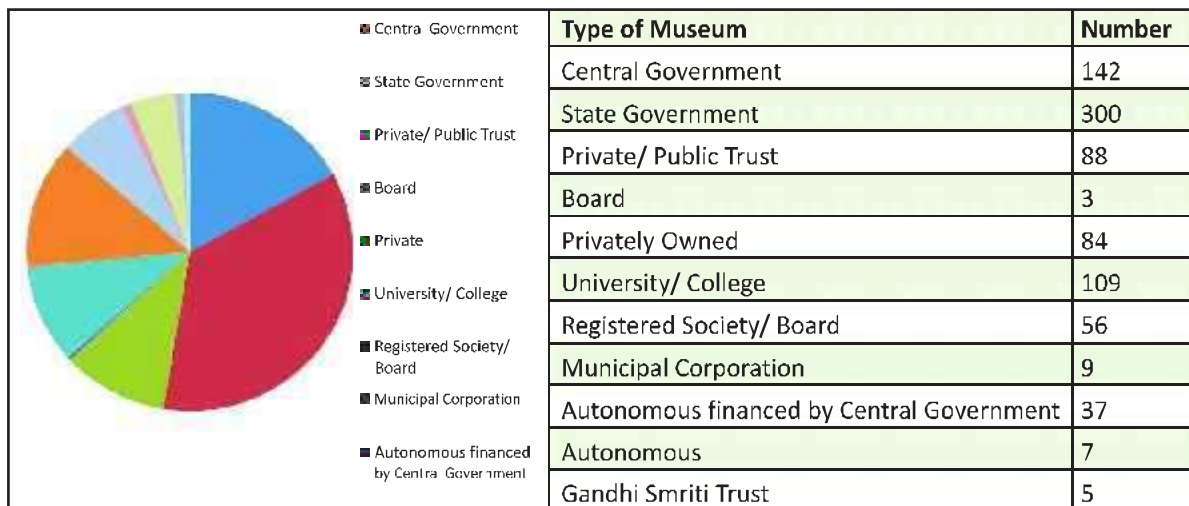 Central Government
State Government
Private/ Public Trust
Board
Private
University/ College
Registered Society/
Board
Municipal Corporation
Autonomous financed
by Central Government
Type of Museum Number
Central Government 142
State Government 300
Private/ Public Trust 88
Board 3
Privately Owned 84
University/ College 109
Registered Society/ Board 56
Municipal Corporation 9
Autonomous financed by Central Government 37
Autonomous 7
Gandhi Smriti Trust 5